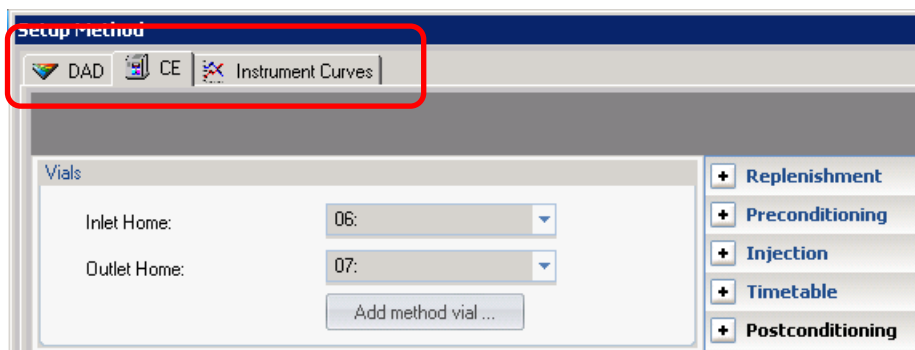 Setup Method
DAD CE Instrument Curves
Vials
Inlet Home: 06:
Outlet Home: 07:
Add method vial ...
Replenishment
Preconditioning
Injection
Timetable
Postconditioning